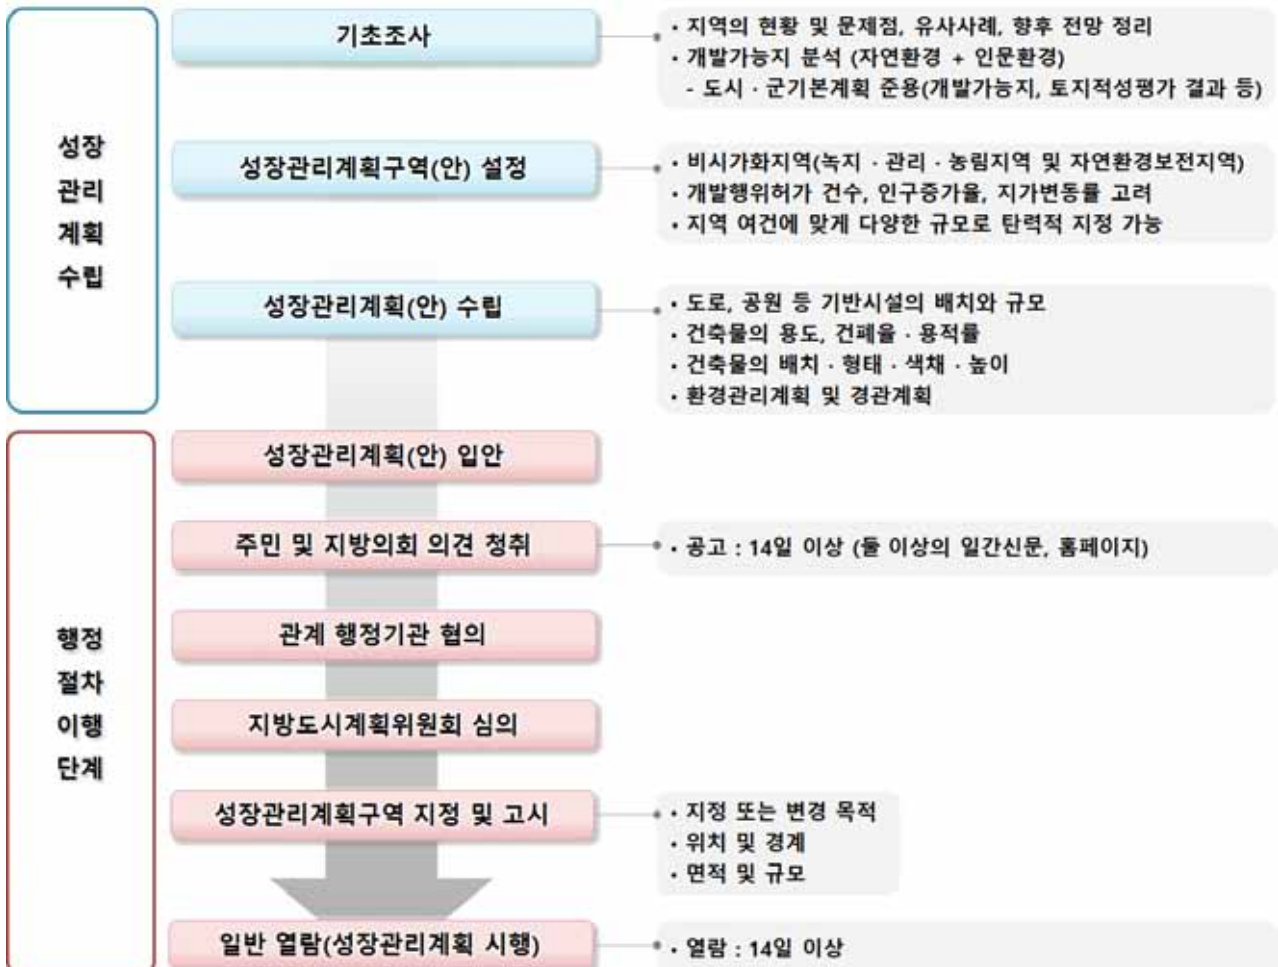 성장
관리
계획
수립
기초조사
• 지역의 현황 및 문제점, 유사사례, 향후 전망 정리
• 개발가능지 분석 (자연환경 + 인문환경)
- 도시 · 군기본계획 준용(개발가능지, 토지적성평가 결과 등)
성장관리계획구역(안) 설정
• 비시가화지역(녹지 · 관리 · 농림지역 및 자연환경보전지역)
• 개발행위허가 건수, 인구증가율, 지가변동률 고려
• 지역 여건에 맞게 다양한 규모로 탄력적 지정 가능
성장관리계획(안) 수립
• 도로, 공원 등 기반시설의 배치와 규모
• 건축물의 용도, 건폐율 · 용적률
• 건축물의 배치 · 형태 · 색채 · 높이
• 환경관리계획 및 경관계획
행정
절차
이행
단계
성장관리계획(안) 입안
주민 및 지방의회 의견 청취
• 공고 : 14일 이상 (둘 이상의 일간신문, 홈페이지)
관계 행정기관 협의
지방도시계획위원회 심의
성장관리계획구역 지정 및 고시
• 지정 또는 변경 목적
• 위치 및 경계
• 면적 및 규모
일반 열람(성장관리계획 시행)
• 열람 : 14일 이상